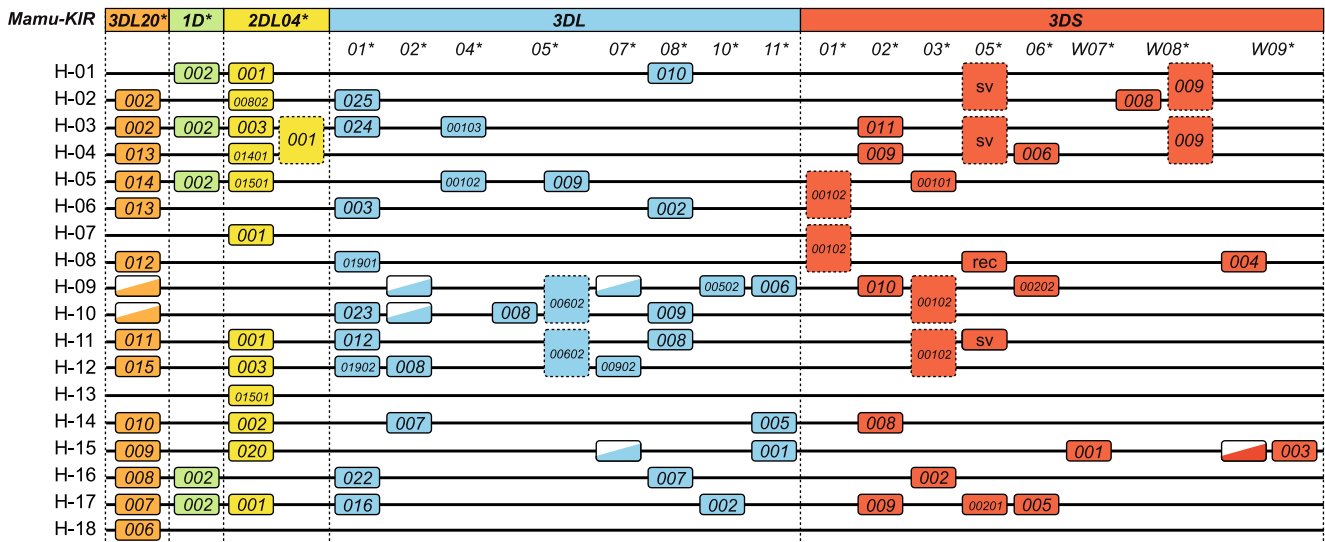 Mamu-KIR 3DL20* 1D* 2DL04* 3DL 3DS
01* 02* 04* 05* 07* 08* 10* 11* 01* 02* 03* 05* 06* W07* W08* W09*
H-01 002 001 010 sv 009
H-02 002 00802 025 008
H-03 002 002 003 001 024 00103 011 sv 009
H-04 013 01401 009 006
H-05 014 002 01501 00102 009 00102 00101
H-06 013 003 002
H-07 001 00102
H-08 012 01901 rec 004
H-09 00602 00502 006 010 00102 00202
H-10 023 008 009
H-11 011 001 012 00602 008 00102 sv
H-12 015 003 01902 008 00902
H-13 01501
H-14 010 002 007 005 008
H-15 009 020 001 001 003
H-16 008 002 022 007 002
H-17 007 002 001 016 002 009 00201 005
H-18 006